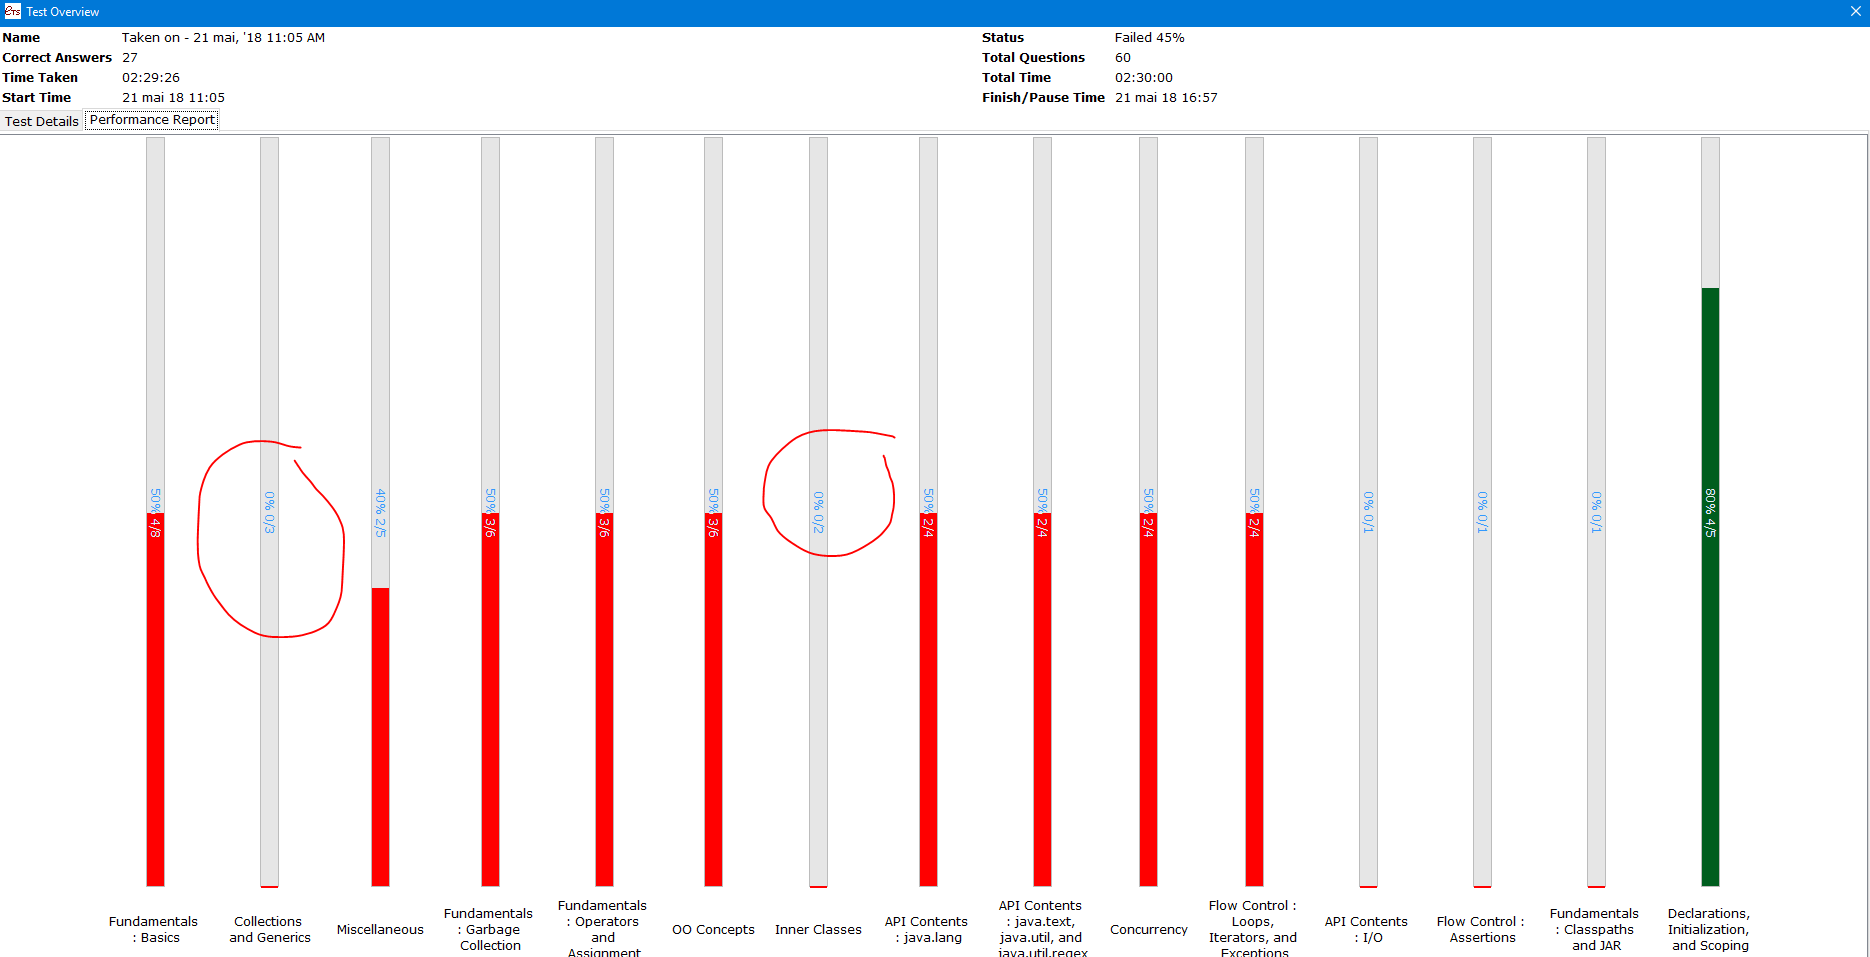 ETS Test Overview
Name Taken on - 21 mai, '18 11:05 AM Status Failed 45%
Correct Answers 27 Total Questions 60
Time Taken 02:29:26 Total Time 02:30:00
Start Time 21 mai 18 11:05 Finish/Pause Time 21 mai 18 16:57
Test Details Performance Report
50% 4/8
0% 0/3
40% 2/5
50% 3/6
50% 3/6
50% 3/6
0% 0/2
50% 2/4
50% 2/4
50% 2/4
50% 2/4
0% 0/1
0% 0/1
0% 0/1
80% 4/5
Fundamentals
: Basics
Collections
and Generics
Miscellaneous
Fundamentals
: Garbage
Collection
Fundamentals
: Operators
and
Assignment
OO Concepts
Inner Classes
API Contents
: java.lang
API Contents
: java.text,
java.util, and
java.util.regex
Concurrency
Flow Control :
Loops,
Iterators, and
Exceptions
API Contents
: I/O
Flow Control :
Assertions
Fundamentals
: Classpaths
and JAR
Declarations,
Initialization,
and Scoping